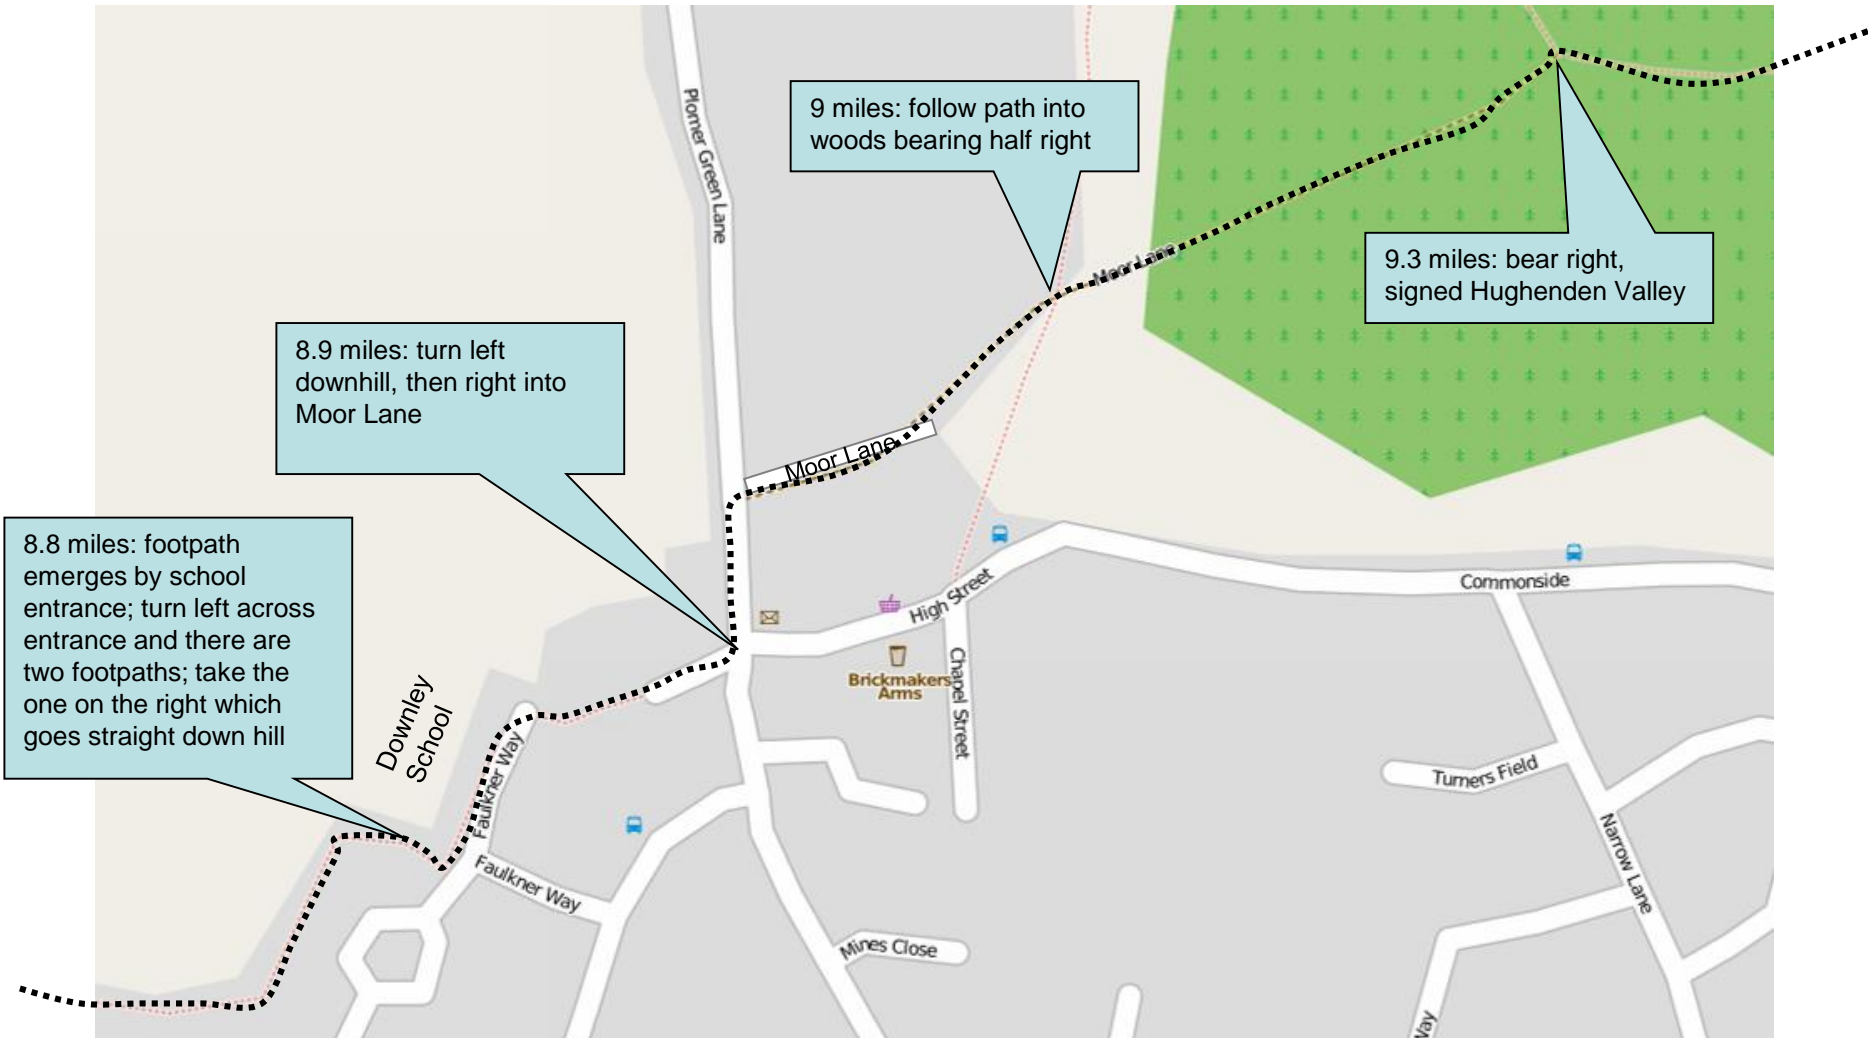 Plomer Green Lane
9 miles: follow path into
woods bearing half right
Moor Lane
9.3 miles: bear right,
signed Hughenden Valley
8.9 miles: turn left
downhill, then right into
Moor Lane
Moor Lane
8.8 miles: footpath
emerges by school
entrance; turn left across
entrance and there are
two footpaths; take the
one on the right which
goes straight down hill
Downley
School
High Street
Commonside
Brickmakers
Arms
Chapel Street
Faulkner Way
Faulkner Way
Turners Field
Narrow Lane
Mines Close
Way